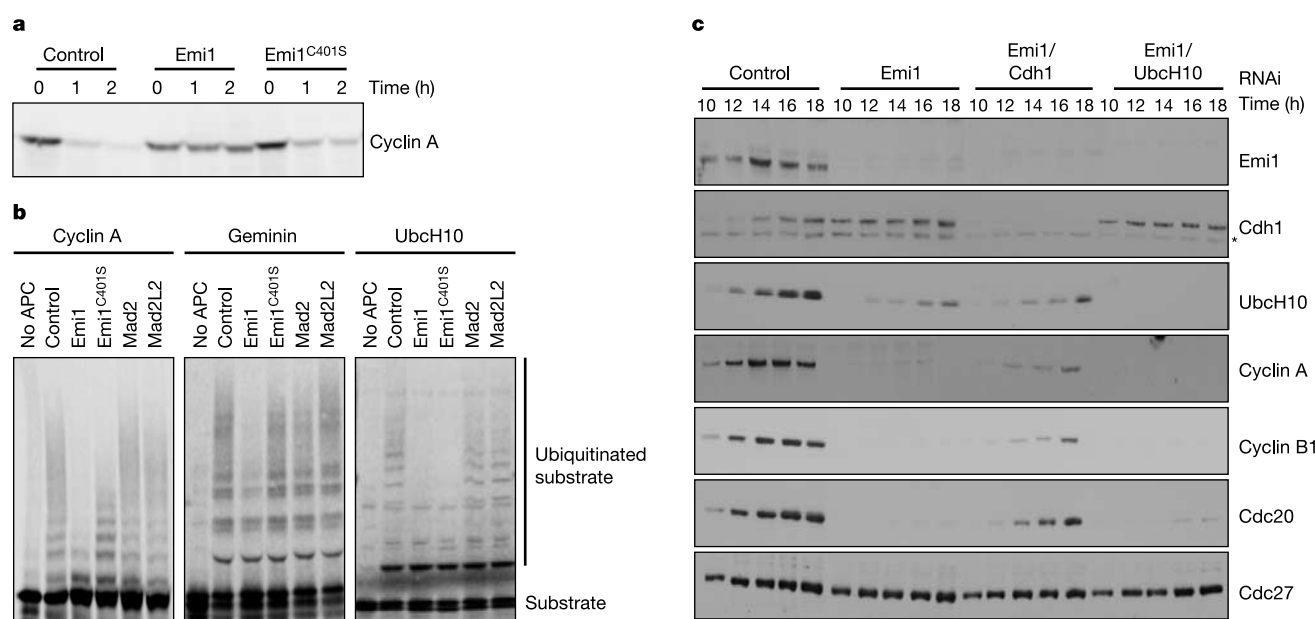 a
Control Emi1 Emi1C401S
0 1 2 0 1 2 0 1 2 Time (h)
Cyclin A
b
Cyclin A Geminin UbcH10
No APC Control Emi1 Emi1C401S Mad2 Mad2L2 No APC Control Emi1 Emi1C401S Mad2 Mad2L2 No APC Control Emi1 Emi1C401S Mad2 Mad2L2
Ubiquitinated
substrate
Substrate
c
Control Emi1 Emi1/ Emi1/
Cdh1 UbcH10 RNAi
10 12 14 16 18 10 12 14 16 18 10 12 14 16 18 10 12 14 16 18 Time (h)
Emi1
Cdh1
*
UbcH10
Cyclin A
Cyclin B1
Cdc20
Cdc27